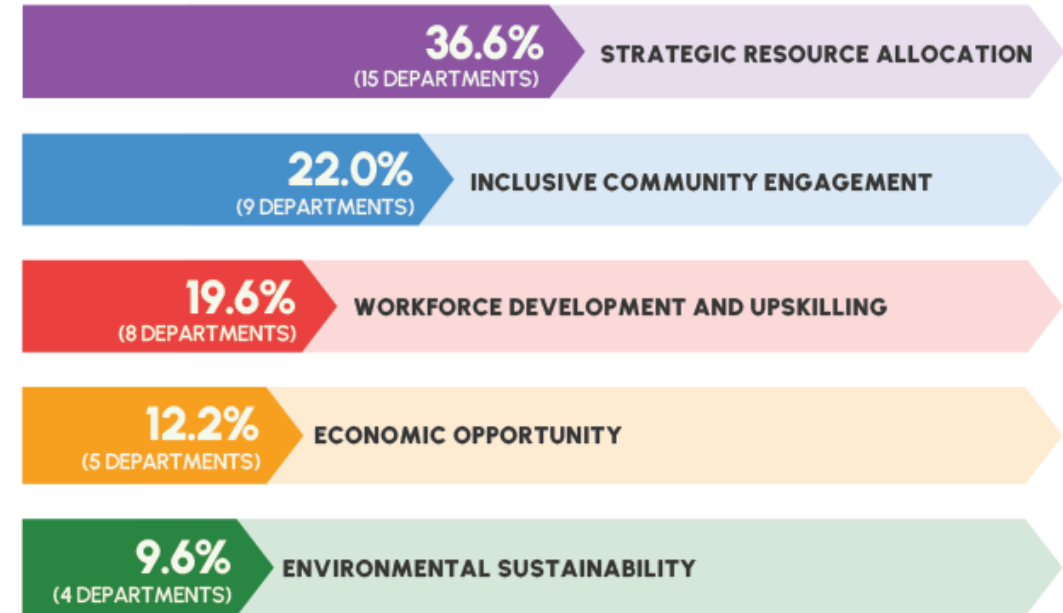 36.6%
(15 DEPARTMENTS)
STRATEGIC RESOURCE ALLOCATION
22.0%
(9 DEPARTMENTS)
INCLUSIVE COMMUNITY ENGAGEMENT
19.6%
(8 DEPARTMENTS)
WORKFORCE DEVELOPMENT AND UPSKILLING
12.2%
(5 DEPARTMENTS)
ECONOMIC OPPORTUNITY
9.6%
(4 DEPARTMENTS)
ENVIRONMENTAL SUSTAINABILITY